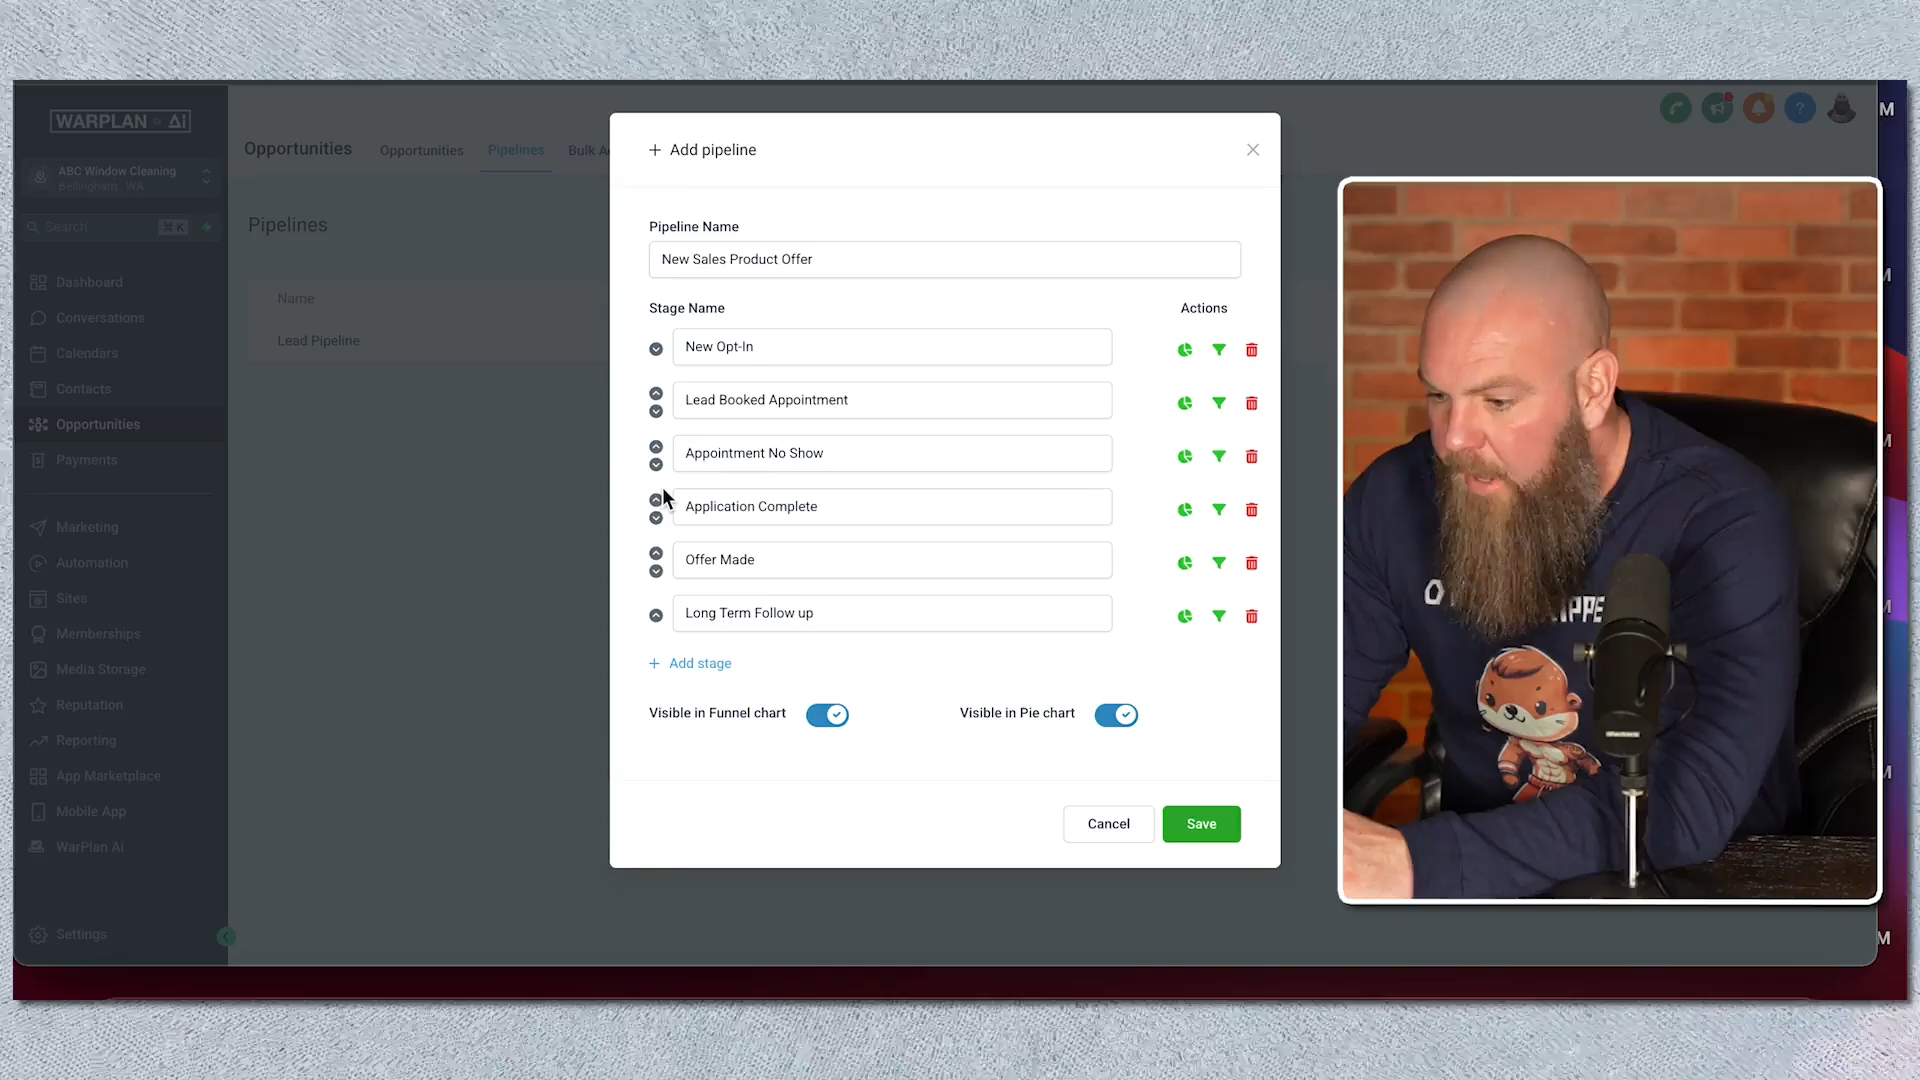 WARPLAN Ai
ABC Window Cleaning
Bellingham, WA
Search
⌘ K
Dashboard
Conversations
Calendars
Contacts
Opportunities
Payments
Marketing
Automation
Sites
Memberships
Media Storage
Reputation
Reporting
App Marketplace
Mobile App
WarPlan Ai
Settings
Opportunities
Opportunities
Pipelines
Bulk A
Pipelines
Name
Lead Pipeline
+ Add pipeline
Pipeline Name
New Sales Product Offer
Stage Name
Actions
New Opt-In
Lead Booked Appointment
Appointment No Show
Application Complete
Offer Made
Long Term Follow up
+ Add stage
Visible in Funnel chart
Visible in Pie chart
Cancel
Save
?
M
M
M
M
M
M